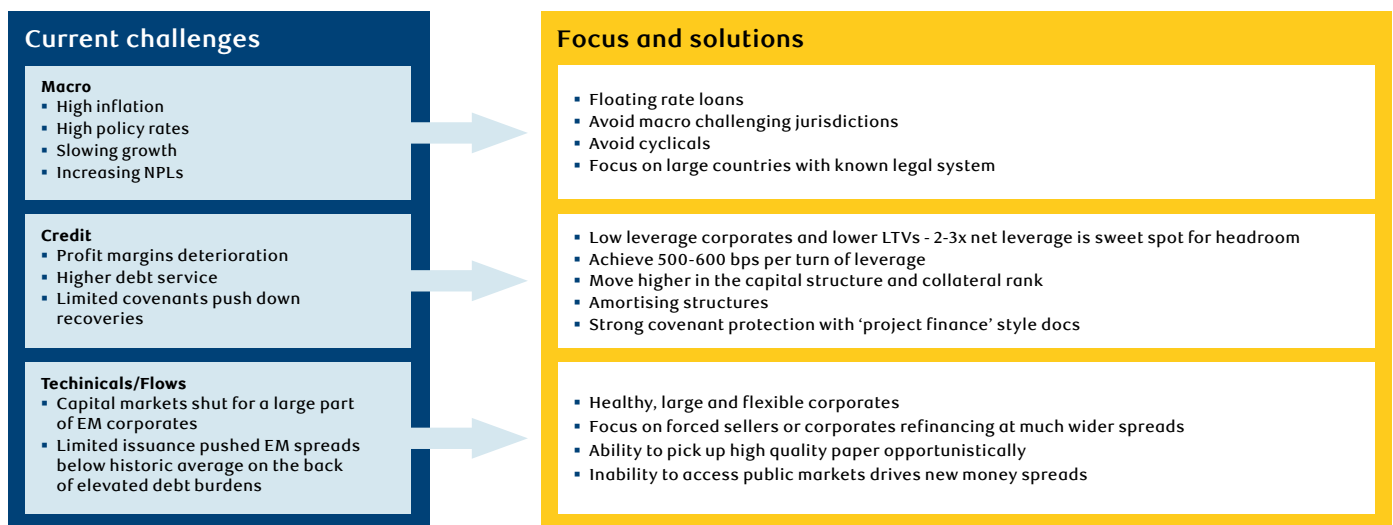 Current challenges
Macro
▪ High inflation
▪ High policy rates
▪ Slowing growth
▪ Increasing NPLs
Credit
▪ Profit margins deterioration
▪ Higher debt service
▪ Limited covenants push down
recoveries
Techinicals/Flows
▪ Capital markets shut for a large part
of EM corporates
▪ Limited issuance pushed EM spreads
below historic average on the back
of elevated debt burdens
Focus and solutions
▪ Floating rate loans
▪ Avoid macro challenging jurisdictions
▪ Avoid cyclicals
▪ Focus on large countries with known legal system
▪ Low leverage corporates and lower LTVs - 2-3x net leverage is sweet spot for headroom
▪ Achieve 500-600 bps per turn of leverage
▪ Move higher in the capital structure and collateral rank
▪ Amortising structures
▪ Strong covenant protection with ‘project finance’ style docs
▪ Healthy, large and flexible corporates
▪ Focus on forced sellers or corporates refinancing at much wider spreads
▪ Ability to pick up high quality paper opportunistically
▪ Inability to access public markets drives new money spreads